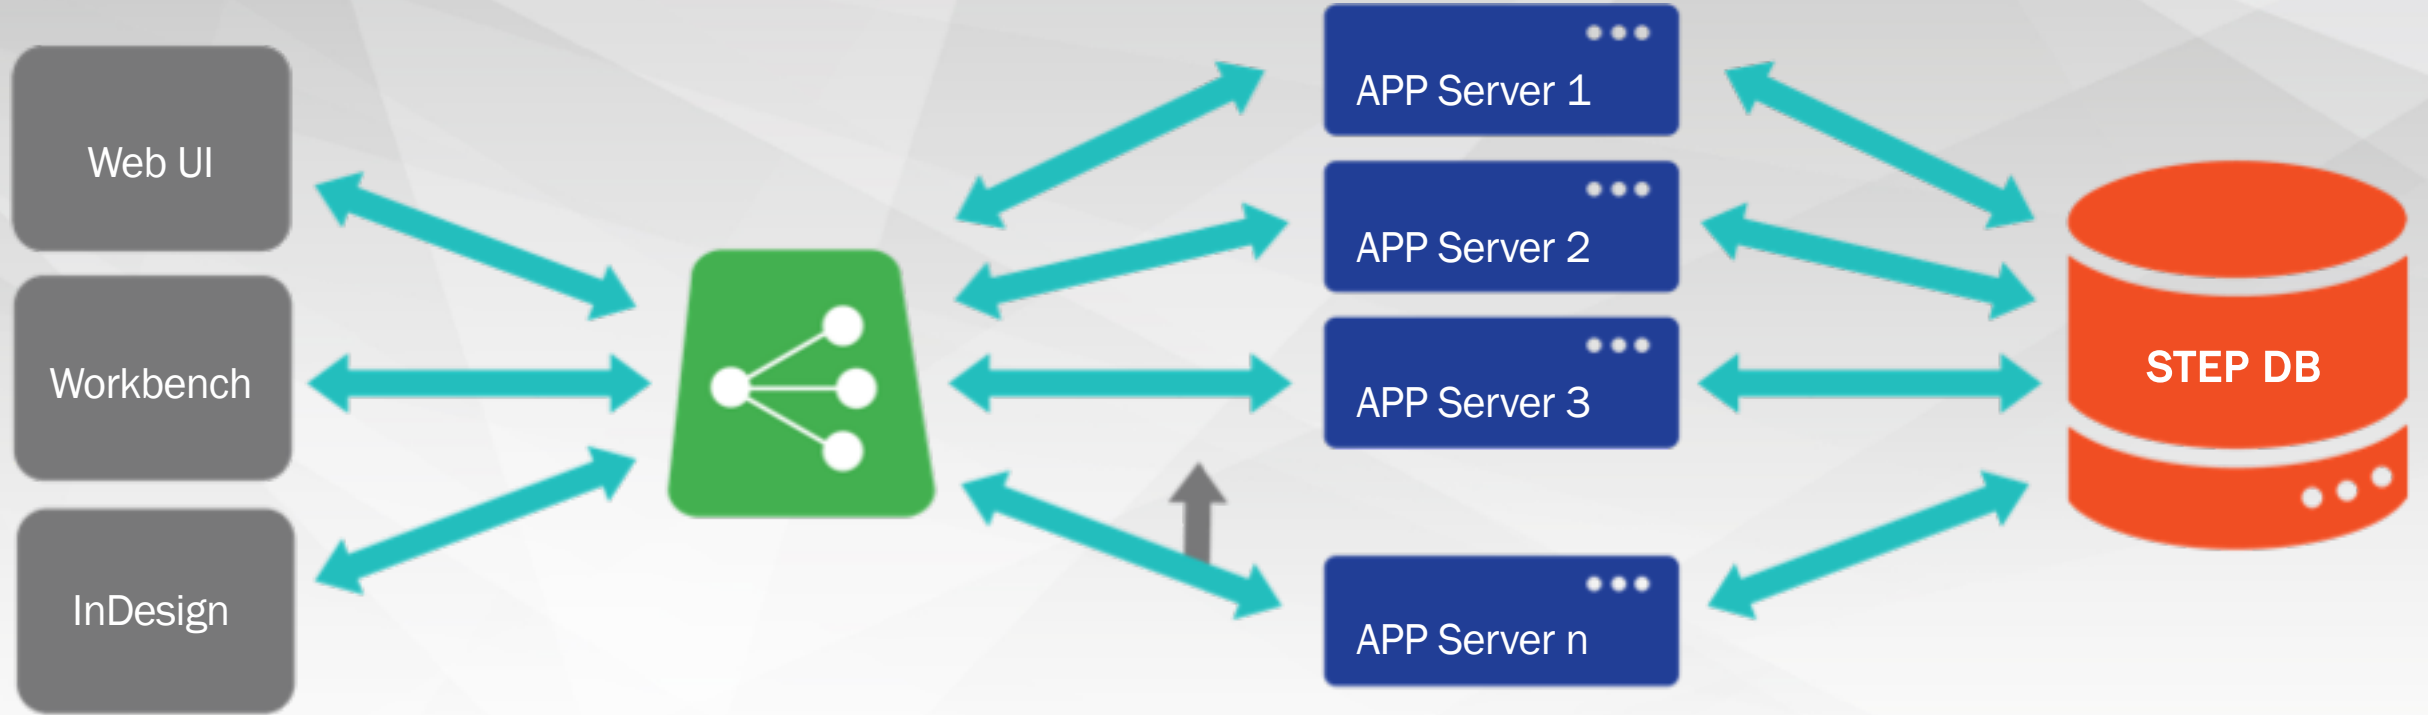 Web UI
Workbench
InDesign
APP Server 1
APP Server 2
APP Server 3
APP Server n
STEP DB